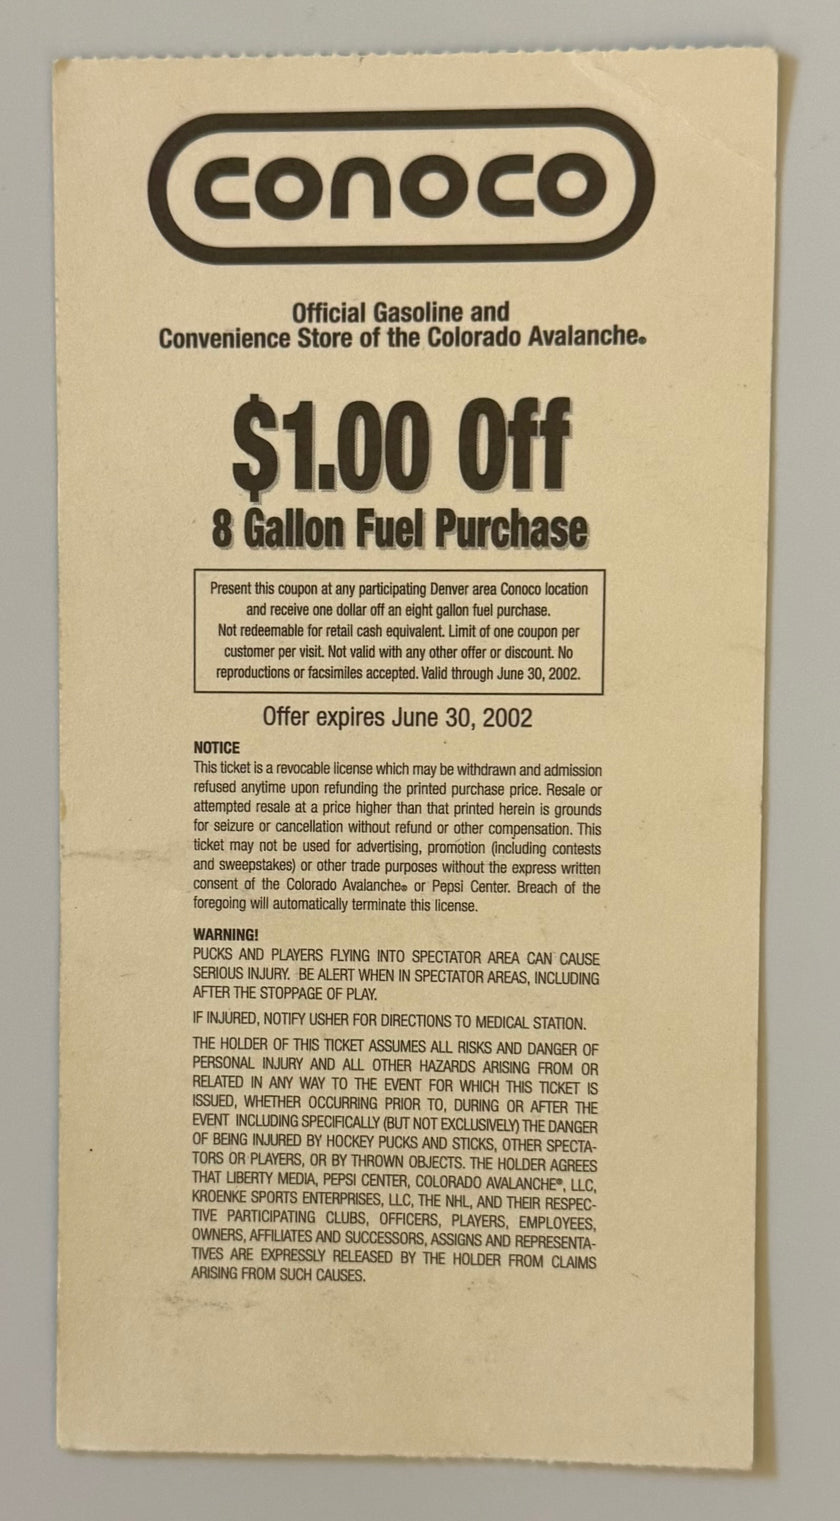 conoco
Official Gasoline and
Convenience Store of the Colorado Avalanche®
$1.00 Off
8 Gallon Fuel Purchase
Present this coupon at any participating Denver area Conoco location
and receive one dollar off an eight gallon fuel purchase.
Not redeemable for retail cash equivalent. Limit of one coupon per
customer per visit. Not valid with any other offer or discount. No
reproductions or facsimiles accepted. Valid through June 30, 2002.
Offer expires June 30, 2002
NOTICE
This ticket is a revocable license which may be withdrawn and admission
refused anytime upon refunding the printed purchase price. Resale or
attempted resale at a price higher than that printed herein is grounds
for seizure or cancellation without refund or other compensation. This
ticket may not be used for advertising, promotion (including contests
and sweepstakes) or other trade purposes without the express written
consent of the Colorado Avalanche® or Pepsi Center. Breach of the
foregoing will automatically terminate this license.
WARNING!
PUCKS AND PLAYERS FLYING INTO SPECTATOR AREA CAN CAUSE
SERIOUS INJURY. BE ALERT WHEN IN SPECTATOR AREAS, INCLUDING
AFTER THE STOPPAGE OF PLAY.
IF INJURED, NOTIFY USHER FOR DIRECTIONS TO MEDICAL STATION.
THE HOLDER OF THIS TICKET ASSUMES ALL RISKS AND DANGER OF
PERSONAL INJURY AND ALL OTHER HAZARDS ARISING FROM OR
RELATED IN ANY WAY TO THE EVENT FOR WHICH THIS TICKET IS
ISSUED, WHETHER OCCURRING PRIOR TO, DURING OR AFTER THE
EVENT INCLUDING SPECIFICALLY (BUT NOT EXCLUSIVELY) THE DANGER
OF BEING INJURED BY HOCKEY PUCKS AND STICKS, OTHER SPECTA-
TORS OR PLAYERS, OR BY THROWN OBJECTS. THE HOLDER AGREES
THAT LIBERTY MEDIA, PEPSI CENTER, COLORADO AVALANCHE®, LLC,
KROENKE SPORTS ENTERPRISES, LLC, THE NHL, AND THEIR RESPEC-
TIVE PARTICIPATING CLUBS, OFFICERS, PLAYERS, EMPLOYEES,
OWNERS, AFFILIATES AND SUCCESSORS, ASSIGNS AND REPRESENTA-
TIVES ARE EXPRESSLY RELEASED BY THE HOLDER FROM CLAIMS
ARISING FROM SUCH CAUSES.